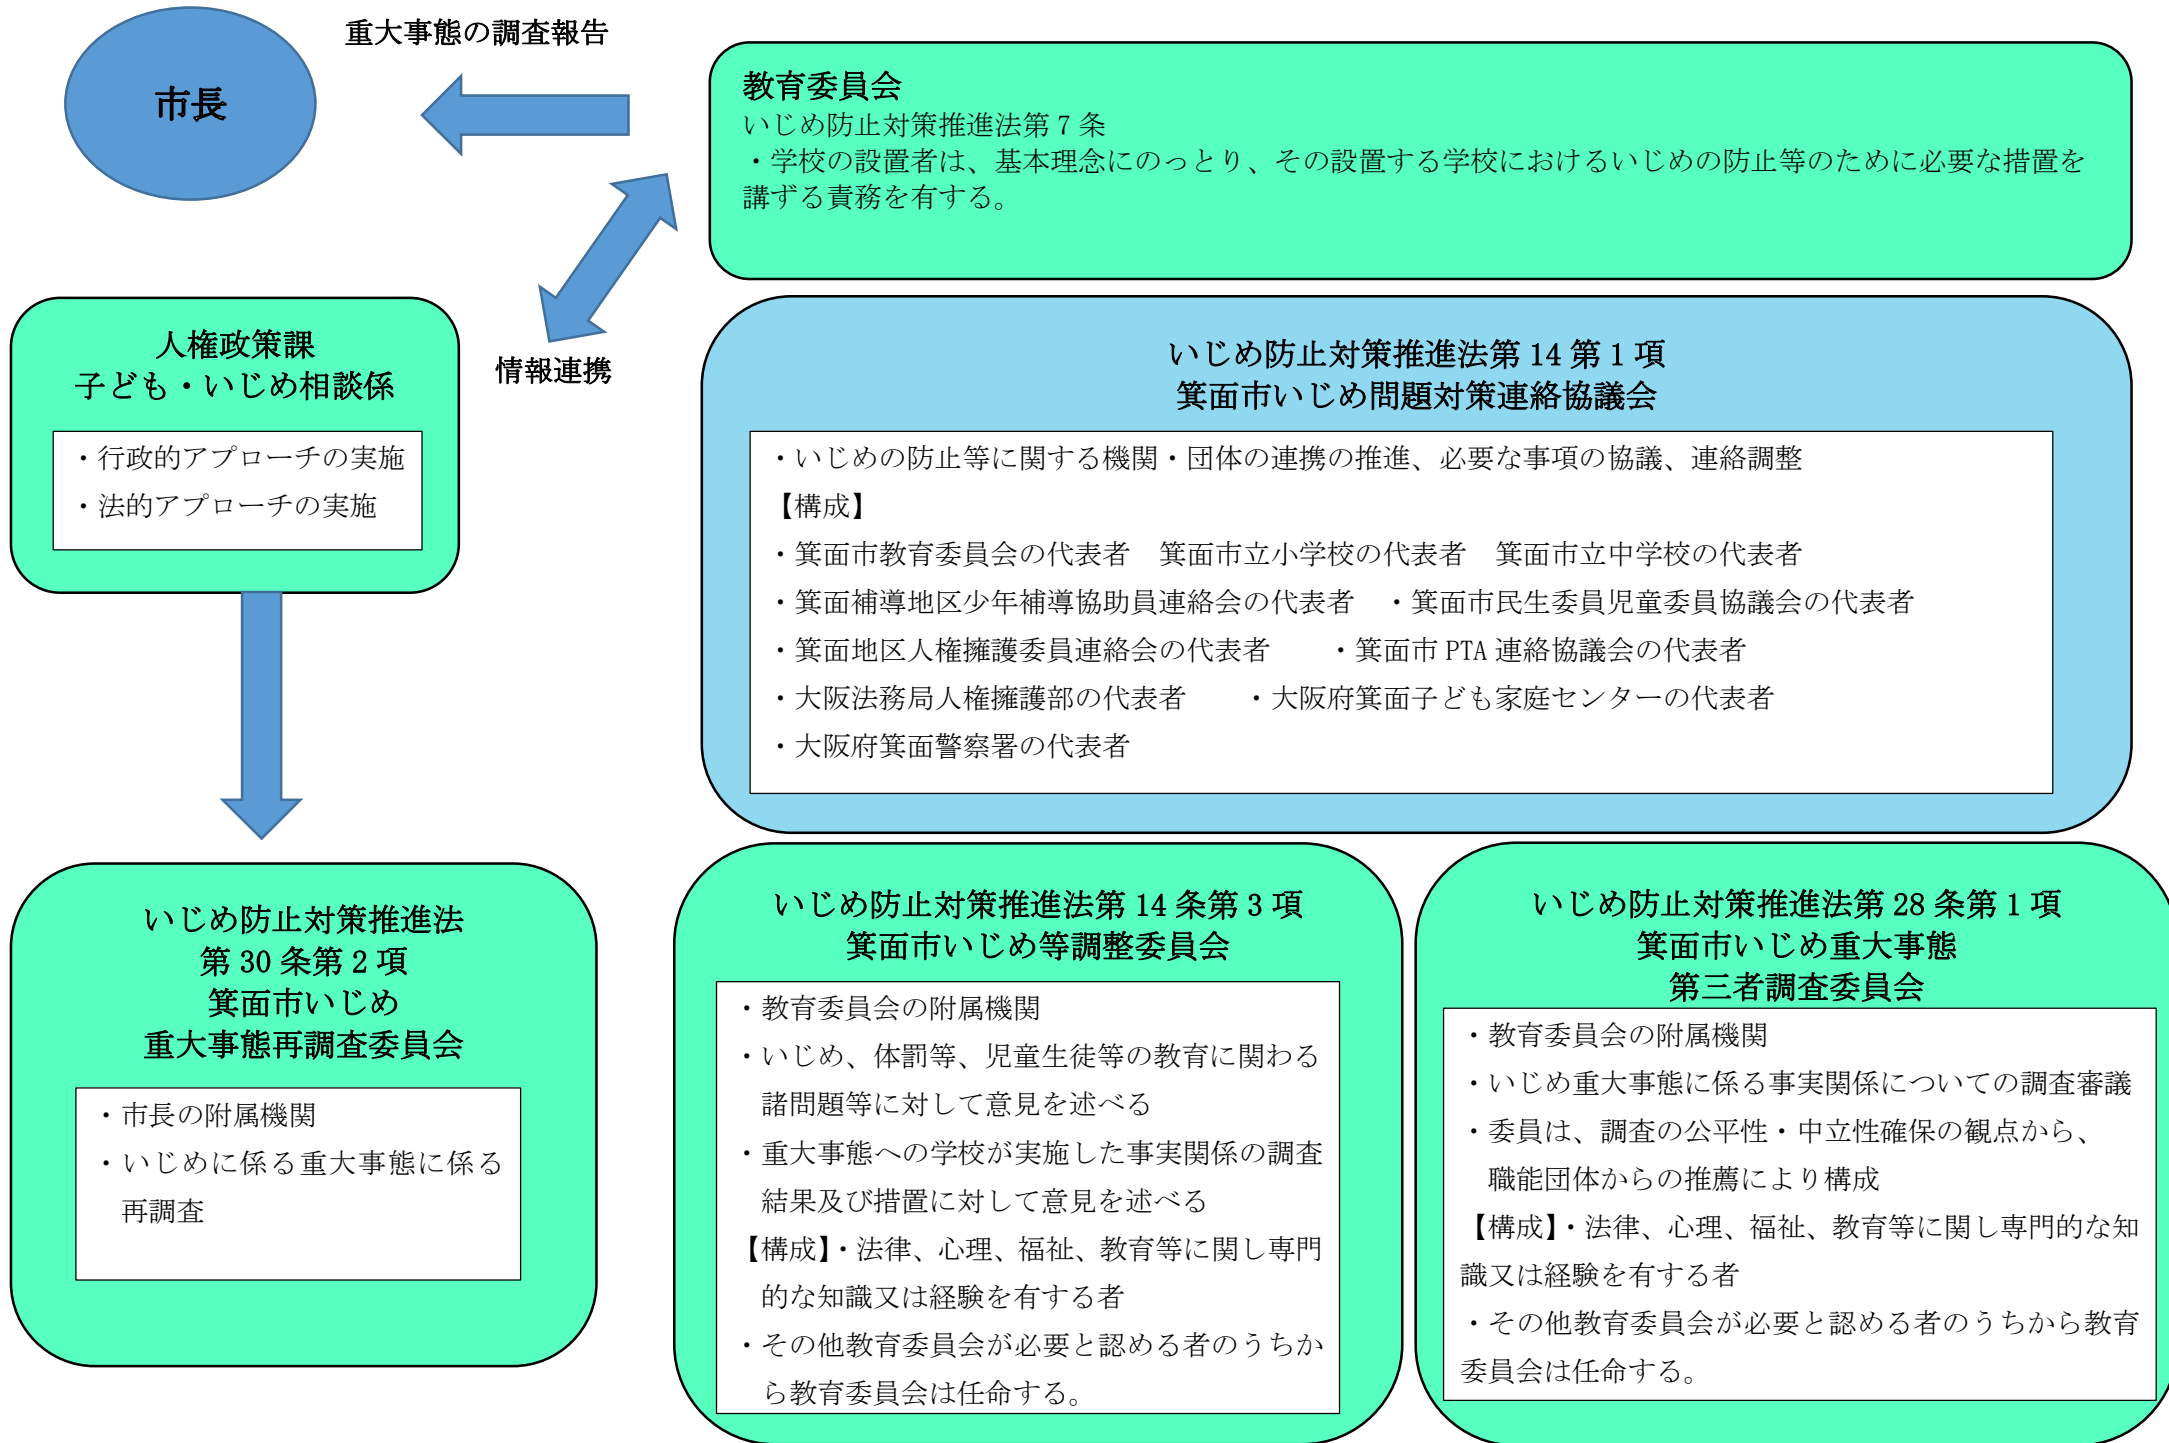 重大事態の調査報告
市長
教育委員会
いじめ防止対策推進法第7条
・学校の設置者は、基本理念にのっとり、その設置する学校におけるいじめの防止等のために必要な措置を
講ずる責務を有する。
人権政策課
子ども・いじめ相談係
・行政的アプローチの実施
・法的アプローチの実施
情報連携
いじめ防止対策推進法第14第1項
箕面市いじめ問題対策連絡協議会
・いじめの防止等に関する機関・団体の連携の推進、必要な事項の協議、連絡調整
【構成】
・箕面市教育委員会の代表者　箕面市立小学校の代表者　箕面市立中学校の代表者
・箕面補導地区少年補導協助員連絡会の代表者　・箕面市民生委員児童委員協議会の代表者
・箕面地区人権擁護委員連絡会の代表者　　・箕面市PTA連絡協議会の代表者
・大阪法務局人権擁護部の代表者　　・大阪府箕面子ども家庭センターの代表者
・大阪府箕面警察署の代表者
いじめ防止対策推進法
第30条第2項
箕面市いじめ
重大事態再調査委員会
・市長の附属機関
・いじめに係る重大事態に係る
再調査
いじめ防止対策推進法第14条第3項
箕面市いじめ等調整委員会
・教育委員会の附属機関
・いじめ、体罰等、児童生徒等の教育に関わる
諸問題等に対して意見を述べる
・重大事態への学校が実施した事実関係の調査
結果及び措置に対して意見を述べる
【構成】・法律、心理、福祉、教育等に関し専門
的な知識又は経験を有する者
・その他教育委員会が必要と認める者のうちか
ら教育委員会は任命する。
いじめ防止対策推進法第28条第1項
箕面市いじめ重大事態
第三者調査委員会
・教育委員会の附属機関
・いじめ重大事態に係る事実関係についての調査審議
・委員は、調査の公平性・中立性確保の観点から、
職能団体からの推薦により構成
【構成】・法律、心理、福祉、教育等に関し専門的な知
識又は経験を有する者
・その他教育委員会が必要と認める者のうちから教育
委員会は任命する。